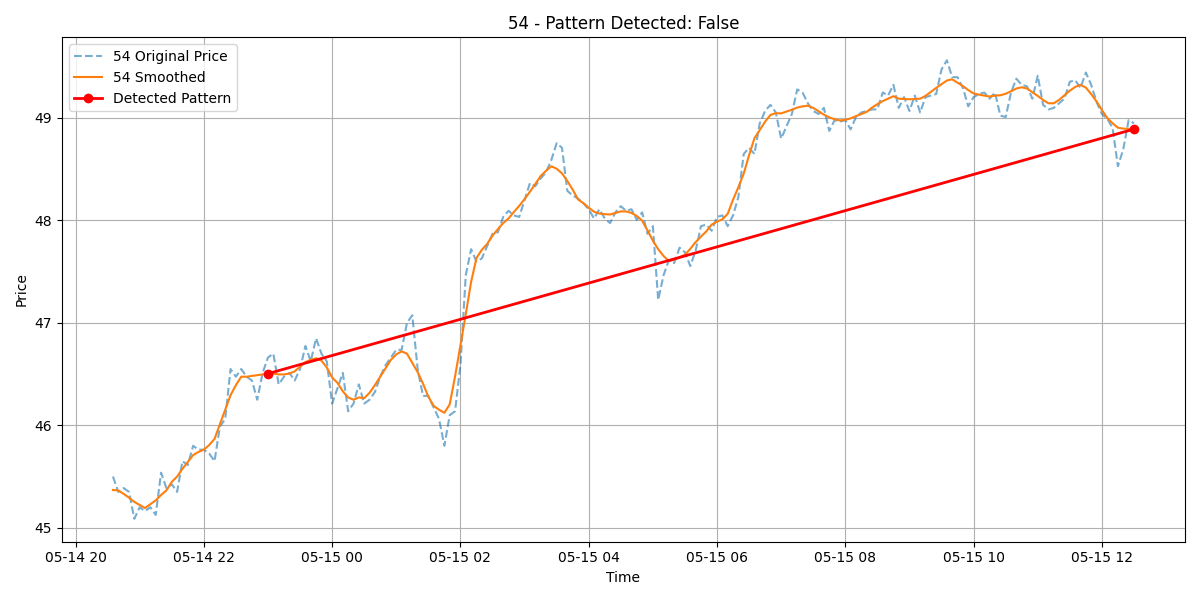 54 - Pattern Detected: False
54 Original Price
54 Smoothed
Detected Pattern
Price
49
48
47
46
45
05-14 20 05-14 22 05-15 00 05-15 02 05-15 04 05-15 06 05-15 08 05-15 10 05-15 12
Time